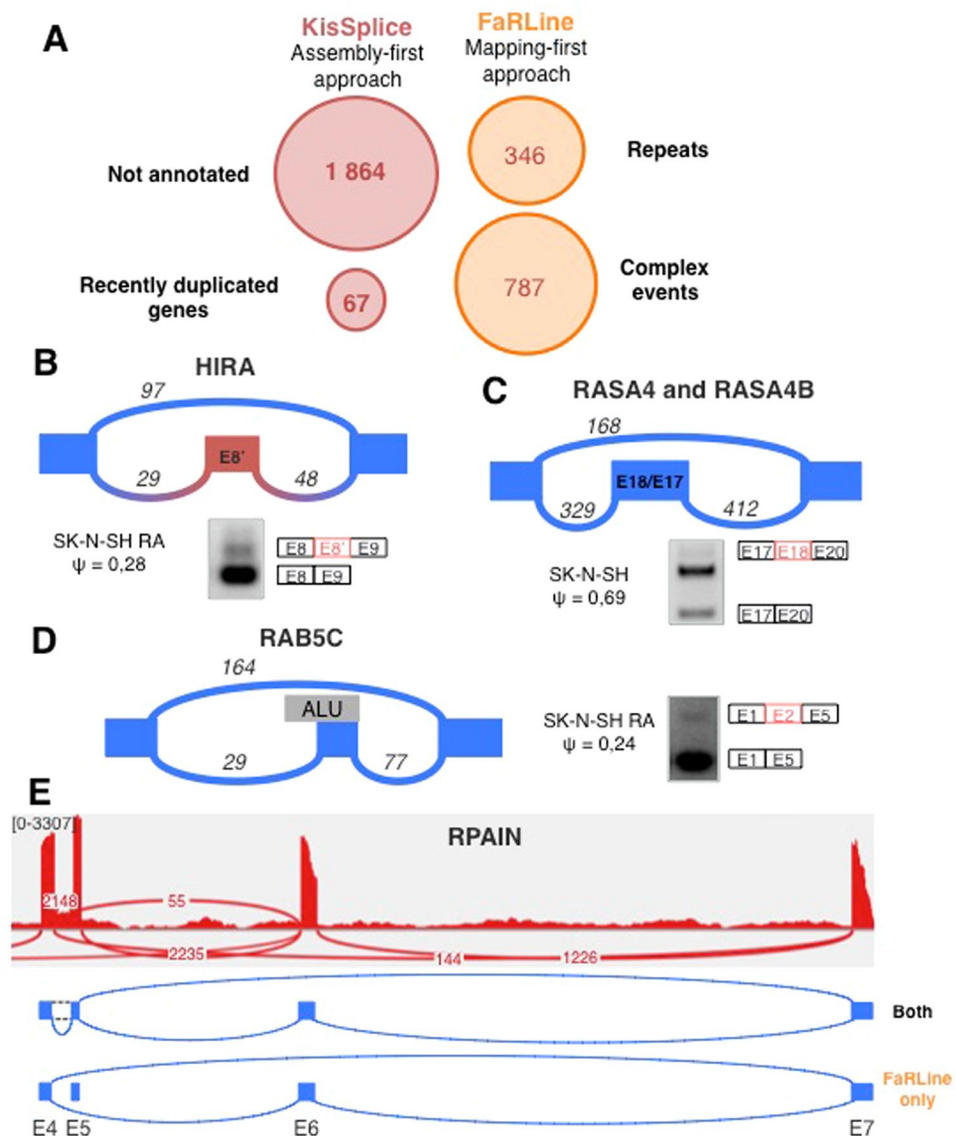 A
KisSplice
Assembly-first
approach
FaRLine
Mapping-first
approach
Not annotated
1 864
346
Repeats
Recently duplicated
genes
67
787
Complex
events
B
HIRA
97
E8'
29
48
SK-N-SH RA
ψ = 0,28
E8 E8' E9
E8 E9
C
RASA4 and RASA4B
168
E18/E17
329
412
SK-N-SH
ψ = 0,69
E17 E18 E20
E17 E20
D
RAB5C
164
ALU
29
77
SK-N-SH RA
ψ = 0,24
E1 E2 E5
E1 E5
E
[0-3307]
RPAIN
2148
55
2235
144
1226
Both
FaRLine
only
E4 E5 E6 E7